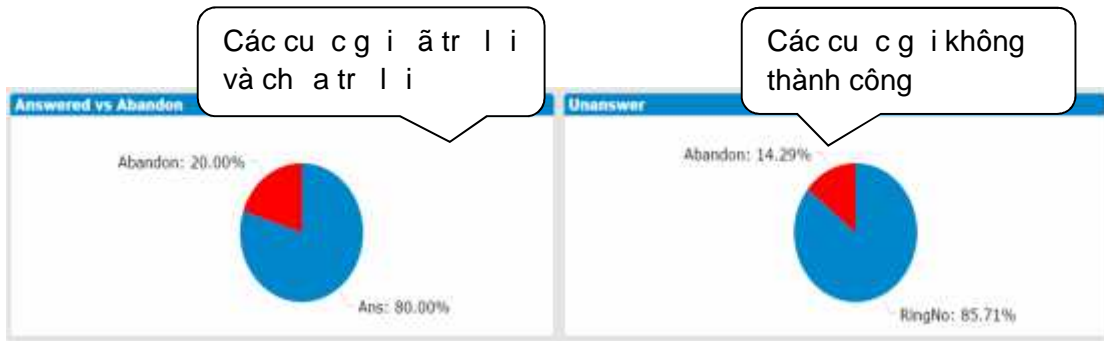 Các cu c g i ã tr l i
và ch a tr l i
Các cu c g i không
thành công
Answered vs Abandon
Unanswer
Abandon: 20.00%
Ans: 80.00%
Abandon: 14.29%
RingNo: 85.71%